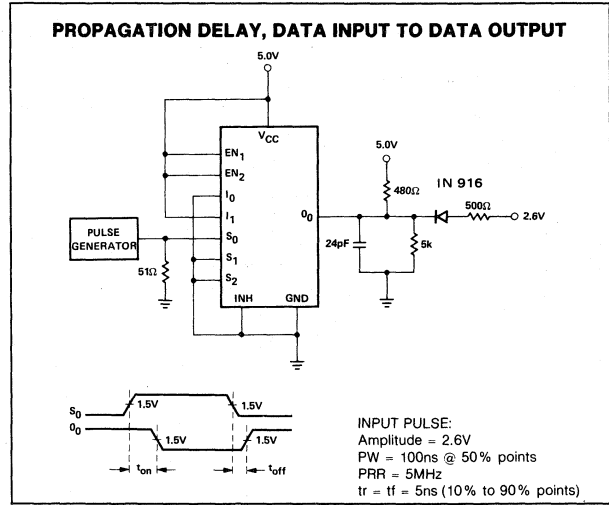 PROPAGATION DELAY, DATA INPUT TO DATA OUTPUT
5.0V
VCC
EN1
EN2
I0
I1
S0
S1
S2
INH
GND
00
PULSE
GENERATOR
51Ω
5.0V
480Ω
IN 916
500Ω
2.6V
24pF
5k
S0
00
1.5V
1.5V
1.5V
1.5V
ton
toff
INPUT PULSE:
Amplitude = 2.6V
PW = 100ns @ 50% points
PRR = 5MHz
tr = tf = 5ns (10% to 90% points)